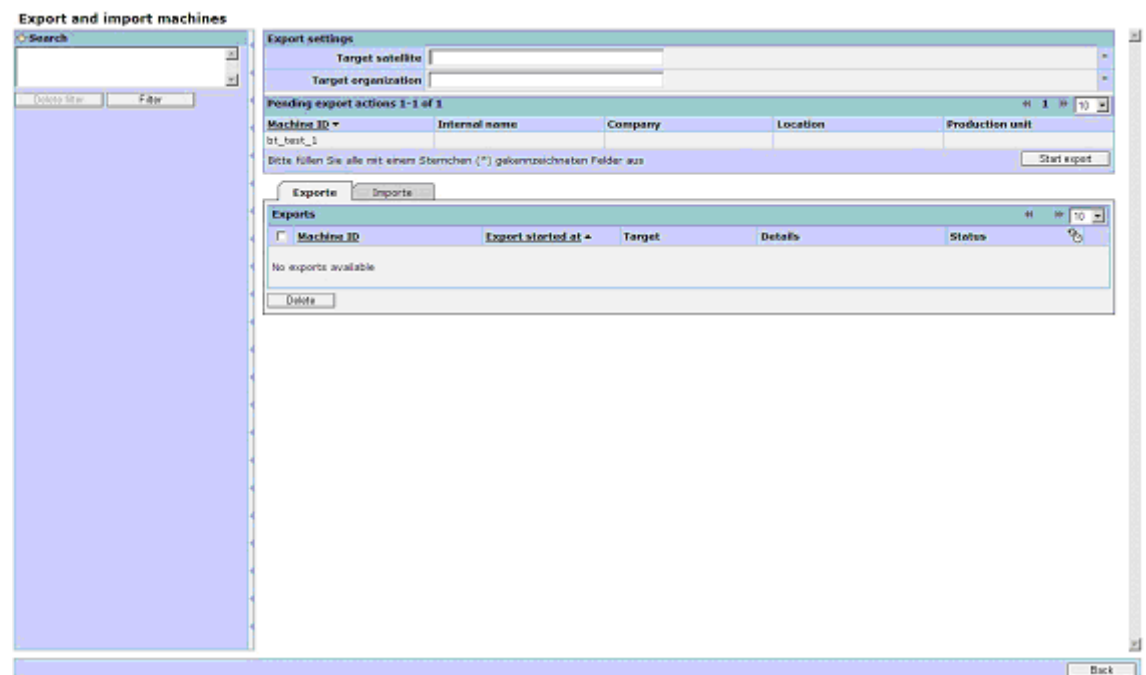 Export and import machines
Search
Delete filter Filter
Export settings
Target satellite
Target organization
Pending export actions 1-1 of 1 1 10
Machine ID Internal name Company Location Production unit
bt_test_1
Bitte füllen Sie alle mit einem Sternchen (*) gekennzeichneten Felder aus Start export
Exporte Importe
Exports 10
Machine ID Export started at Target Details Status
No exports available
Delete
Back